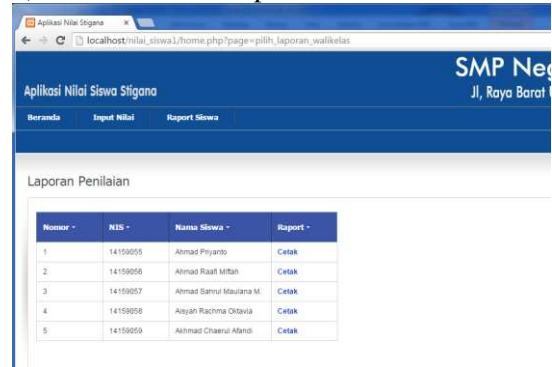 Aplikasi Nilai Siswa Stigana
localhost/nilai_siswa1/home.php?page=pilih_laporan_walikelas
SMP Neg
Aplikasi Nilai Siswa Stigana
Jl, Raya Barat
Beranda Input Nilai Raport Siswa
Laporan Penilaian
Nomor NIS Nama Siswa Raport
1 14159055 Ahmad Priyanto Cetak
2 14159056 Ahmad Raafi Miftah Cetak
3 14159057 Ahmad Sahrul Maulana M. Cetak
4 14159058 Aisyah Rachma Oktavia Cetak
5 14159059 Akhmad Chaerul Afandi Cetak